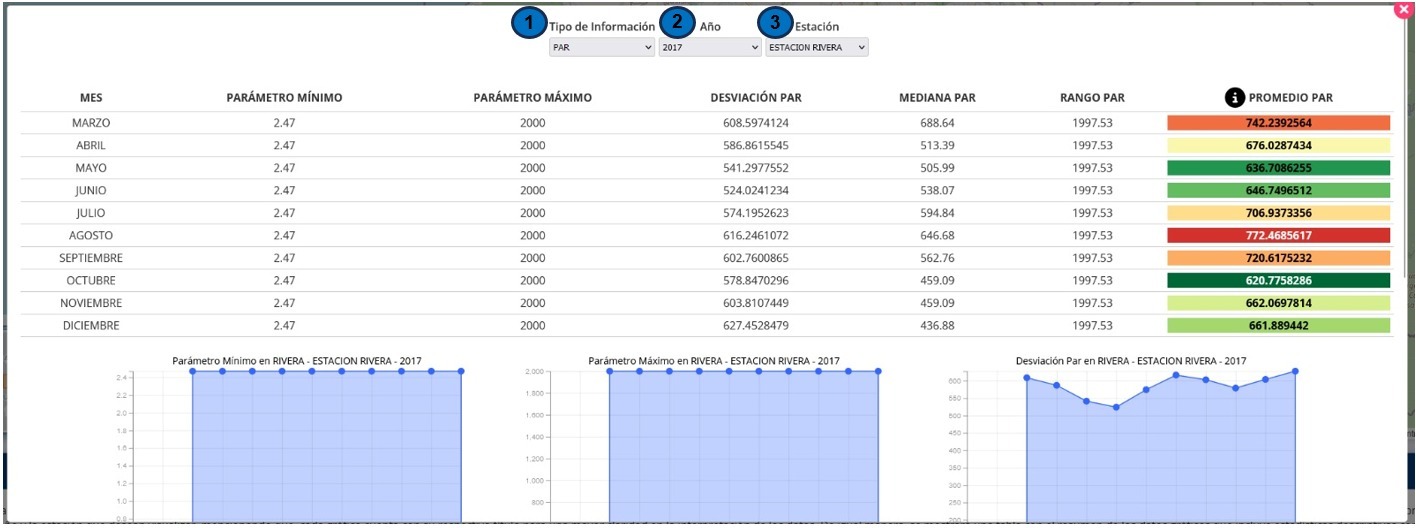 1 Tipo de Información 2 Año 3 Estación
PAR 2017 ESTACION RIVERA
MES PARÁMETRO MÍNIMO PARÁMETRO MÁXIMO DESVIACIÓN PAR MEDIANA PAR RANGO PAR i PROMEDIO PAR
MARZO 2.47 2000 608.5974124 688.64 1997.53 742.2392564
ABRIL 2.47 2000 586.8615545 513.39 1997.53 676.0287434
MAYO 2.47 2000 541.2977552 505.99 1997.53 636.7086255
JUNIO 2.47 2000 524.0241234 538.07 1997.53 646.7496512
JULIO 2.47 2000 574.1952623 594.84 1997.53 706.9373356
AGOSTO 2.47 2000 616.2461072 646.68 1997.53 772.4685617
SEPTIEMBRE 2.47 2000 602.7600865 562.76 1997.53 720.6175232
OCTUBRE 2.47 2000 578.8470296 459.09 1997.53 620.7758286
NOVIEMBRE 2.47 2000 603.8107449 459.09 1997.53 662.0697814
DICIEMBRE 2.47 2000 627.4528479 436.88 1997.53 661.889442
Parámetro Mínimo en RIVERA - ESTACION RIVERA - 2017
2.4
2.2
2.0
1.8
1.6
1.4
1.2
1.0
0.8
Parámetro Máximo en RIVERA - ESTACION RIVERA - 2017
2.000
1.800
1.600
1.400
1.200
1.000
800
Desviación Par en RIVERA - ESTACION RIVERA - 2017
600
550
500
450
400
350
300
250
200